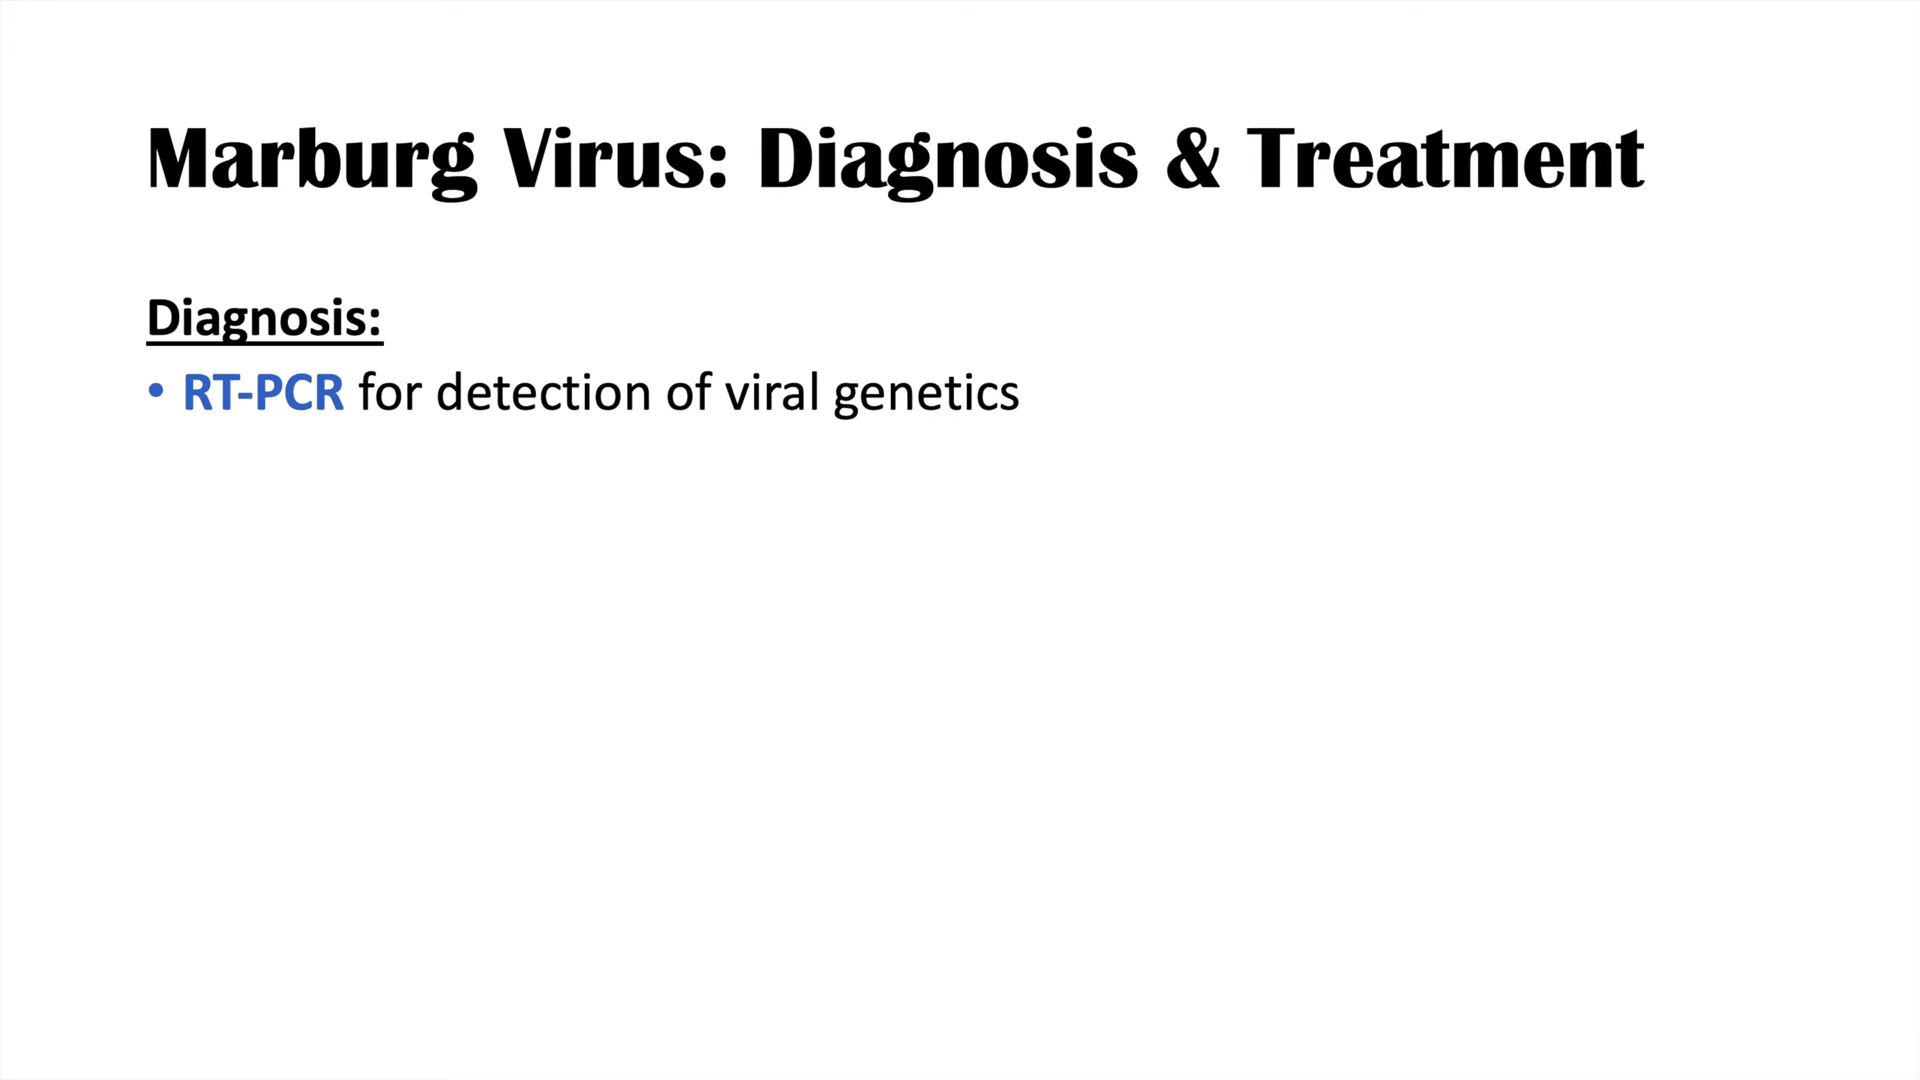 Marburg Virus: Diagnosis & Treatment
Diagnosis:
• RT-PCR for detection of viral genetics